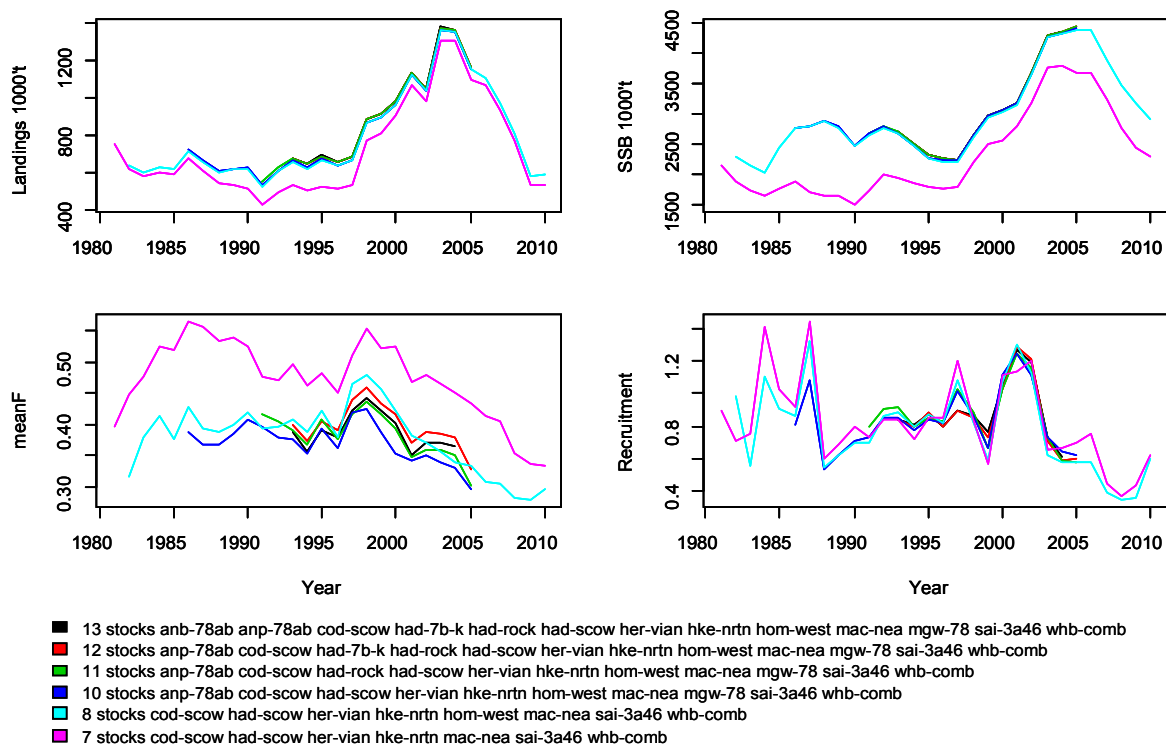 Landings 1000't
400 800 1200
1980 1985 1990 1995 2000 2005 2010
SSB 1000't
1500 2500 3500 4500
1980 1985 1990 1995 2000 2005 2010
meanF
0.30 0.40 0.50
1980 1985 1990 1995 2000 2005 2010
Year
Recruitment
0.4 0.8 1.2
1980 1985 1990 1995 2000 2005 2010
Year
13 stocks anb-78ab anp-78ab cod-scow had-7b-k had-rock had-scow her-vian hke-nrtn hom-west mac-nea mgw-78 sai-3a46 whb-comb
12 stocks anp-78ab cod-scow had-7b-k had-rock had-scow her-vian hke-nrtn hom-west mac-nea mgw-78 sai-3a46 whb-comb
11 stocks anp-78ab cod-scow had-rock had-scow her-vian hke-nrtn hom-west mac-nea mgw-78 sai-3a46 whb-comb
10 stocks anp-78ab cod-scow had-scow her-vian hke-nrtn hom-west mac-nea mgw-78 sai-3a46 whb-comb
8 stocks cod-scow had-scow her-vian hke-nrtn hom-west mac-nea sai-3a46 whb-comb
7 stocks cod-scow had-scow her-vian hke-nrtn mac-nea sai-3a46 whb-comb